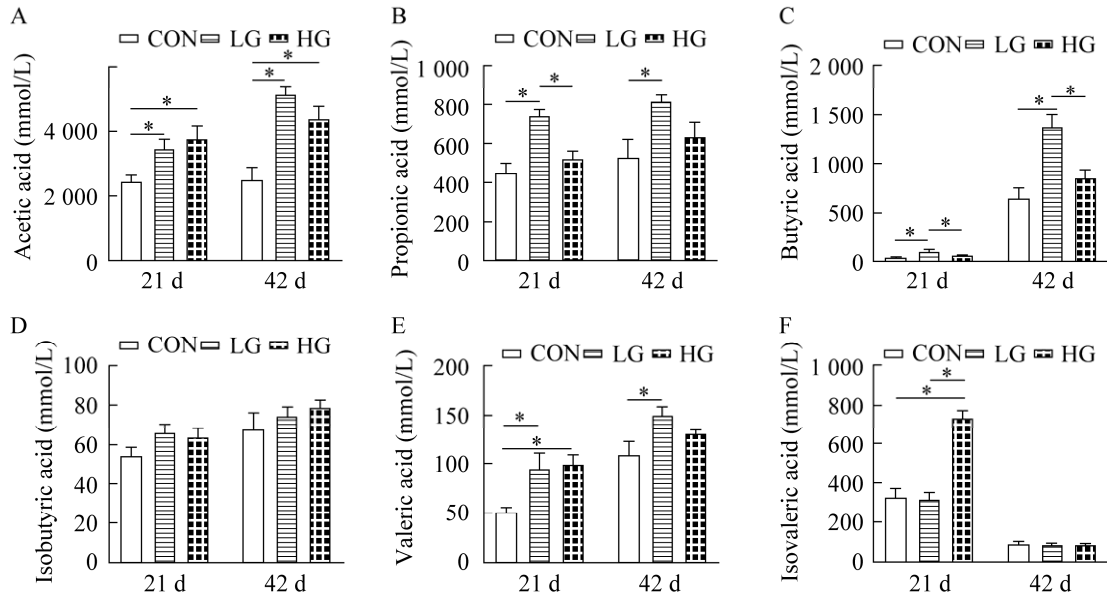 A
CON LG HG
Acetic acid (mmol/L)
4 000
2 000
0
* * * *
21 d 42 d
B
CON LG HG
Propionic acid (mmol/L)
1 000
800
600
400
200
0
* * *
21 d 42 d
C
CON LG HG
Butyric acid (mmol/L)
2 000
1 500
1 000
500
0
* * * *
21 d 42 d
D
CON LG HG
Isobutyric acid (mmol/L)
100
80
60
40
20
0
21 d 42 d
E
CON LG HG
Valeric acid (mmol/L)
200
150
100
50
0
* * *
21 d 42 d
F
CON LG HG
Isovaleric acid (mmol/L)
1 000
800
600
400
200
0
* *
21 d 42 d